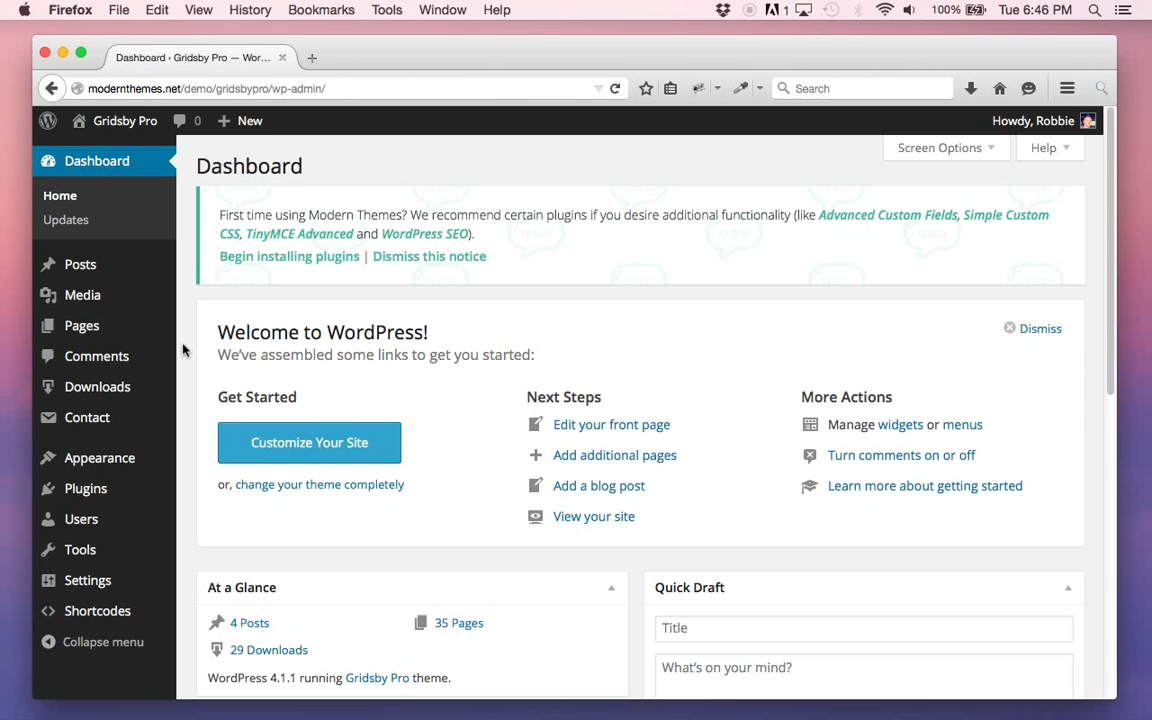 Firefox File Edit View History Bookmarks Tools Window Help 1 100% Tue 6:46 PM
Dashboard ‹ Gridsby Pro — Wor...
modernthemes.net/demo/gridsbypro/wp-admin/ Search
Gridsby Pro 0 New Howdy, Robbie
Dashboard
Home
Updates
Posts
Media
Pages
Comments
Downloads
Contact
Appearance
Plugins
Users
Tools
Settings
Shortcodes
Collapse menu
Screen Options Help
Dashboard
First time using Modern Themes? We recommend certain plugins if you desire additional functionality (like Advanced Custom Fields, Simple Custom
CSS, TinyMCE Advanced and WordPress SEO).
Begin installing plugins | Dismiss this notice
Welcome to WordPress!
Dismiss
We've assembled some links to get you started:
Get Started
Customize Your Site
or, change your theme completely
Next Steps
Edit your front page
Add additional pages
Add a blog post
View your site
More Actions
Manage widgets or menus
Turn comments on or off
Learn more about getting started
At a Glance
4 Posts 35 Pages
29 Downloads
WordPress 4.1.1 running Gridsby Pro theme.
Quick Draft
Title
What's on your mind?